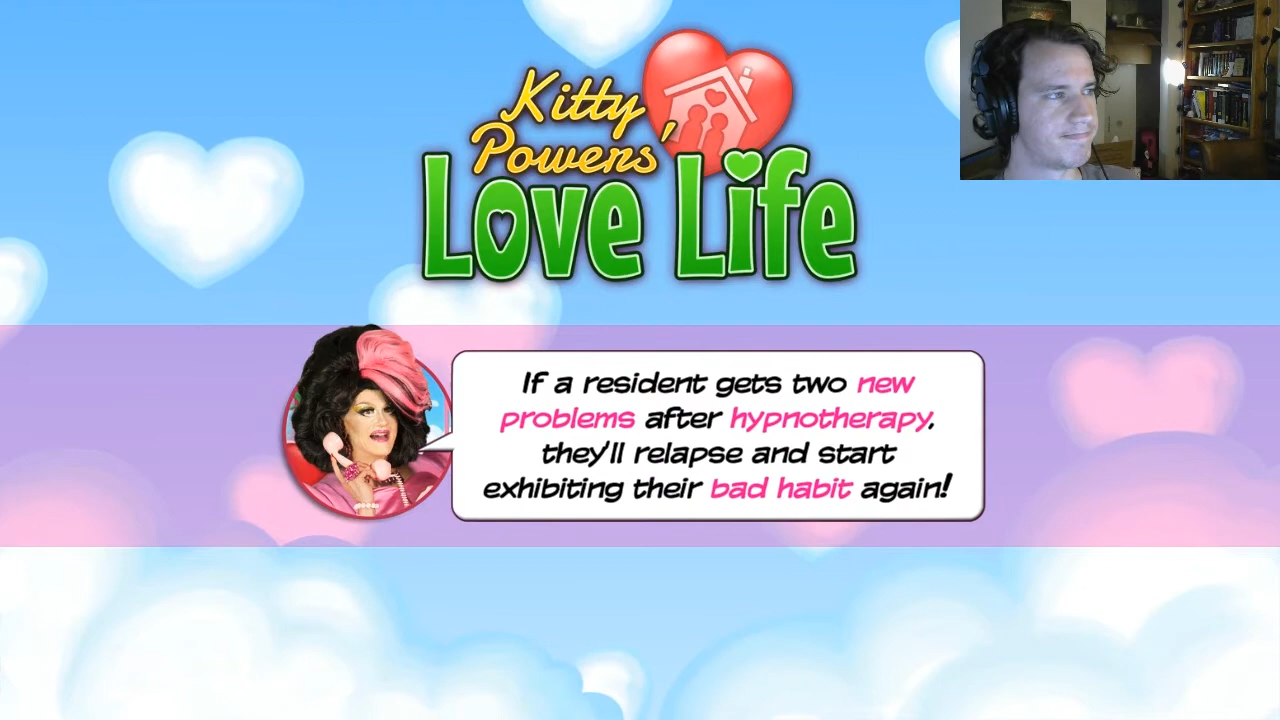 Kitty
Powers'
Love Life
If a resident gets two new
problems after hypnotherapy,
they'll relapse and start
exhibiting their bad habit again!